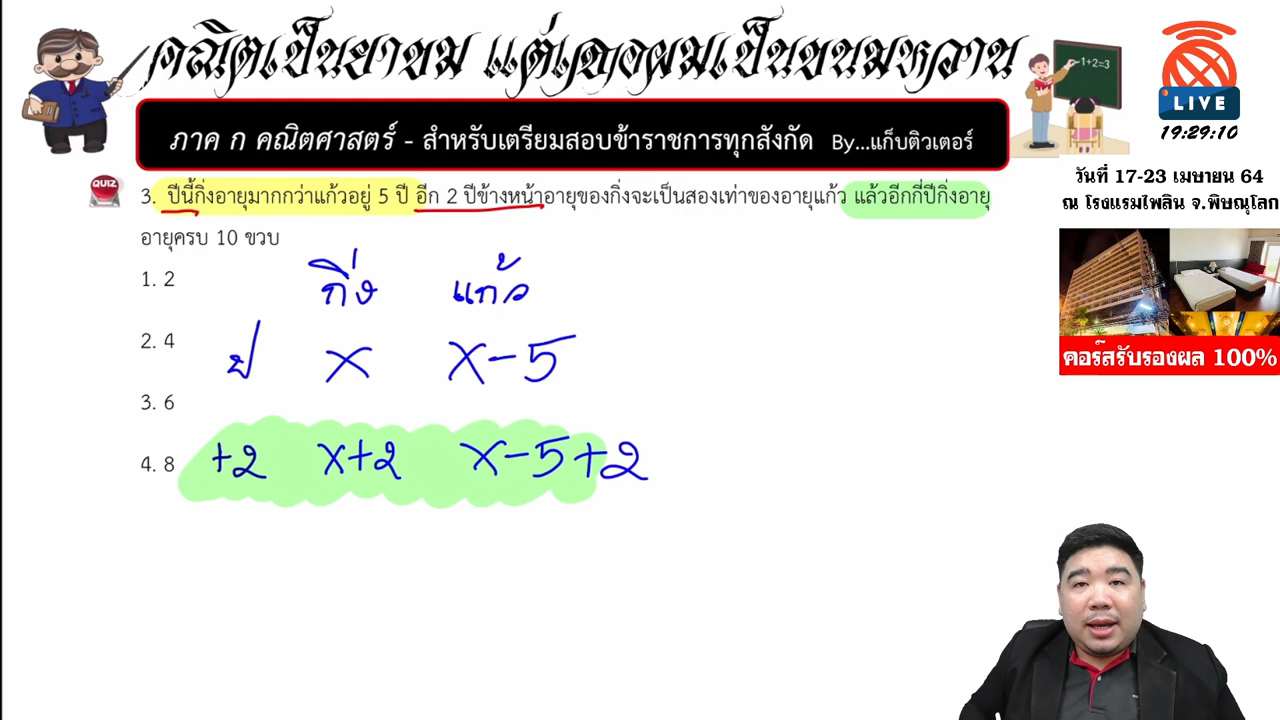 คณิตเป็นยาขม แต่เจอผมเป็นขนมหวาน
1+2=3
LIVE
19:29:10
ภาค ก คณิตศาสตร์ - สำหรับเตรียมสอบข้าราชการทุกสังกัด By...แก็บติวเตอร์
วันที่ 17-23 เมษายน 64
ณ โรงแรมไพลิน จ.พิษณุโลก
คอร์สรับรองผล 100%
QUIZ
3. ปีนี้กิ่งอายุมากกว่าแก้วอยู่ 5 ปี อีก 2 ปีข้างหน้าอายุของกิ่งจะเป็นสองเท่าของอายุแก้ว แล้วอีกกี่ปีกิ่งอายุ
อายุครบ 10 ขวบ
1. 2
กิ่ง แก้ว
2. 4
ป x x-5
3. 6
4. 8
+2 x+2 x-5+2